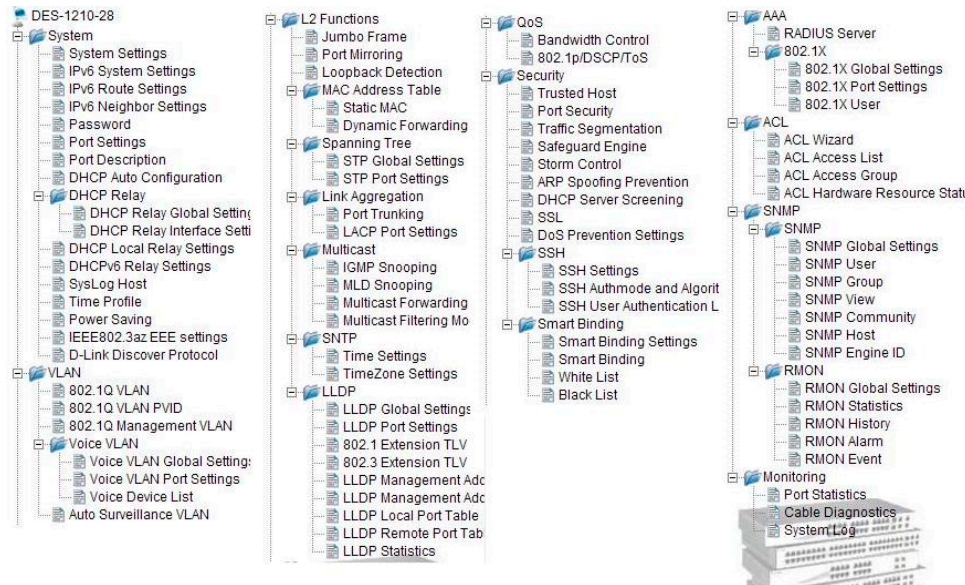 DES-1210-28
System
System Settings
IPv6 System Settings
IPv6 Route Settings
IPv6 Neighbor Settings
Password
Port Settings
Port Description
DHCP Auto Configuration
DHCP Relay
DHCP Relay Global Setting
DHCP Relay Interface Setti
DHCP Local Relay Settings
DHCPv6 Relay Settings
SysLog Host
Time Profile
Power Saving
IEEE802.3az EEE settings
D-Link Discover Protocol
VLAN
802.1Q VLAN
802.1Q VLAN PVID
802.1Q Management VLAN
Voice VLAN
Voice VLAN Global Settings
Voice VLAN Port Settings
Voice Device List
Auto Surveillance VLAN
L2 Functions
Jumbo Frame
Port Mirroring
Loopback Detection
MAC Address Table
Static MAC
Dynamic Forwarding
Spanning Tree
STP Global Settings
STP Port Settings
Link Aggregation
Port Trunking
LACP Port Settings
Multicast
IGMP Snooping
MLD Snooping
Multicast Forwarding
Multicast Filtering Mo
SNTP
Time Settings
TimeZone Settings
LLDP
LLDP Global Settings
LLDP Port Settings
802.1 Extension TLV
802.3 Extension TLV
LLDP Management Add
LLDP Management Add
LLDP Local Port Table
LLDP Remote Port Tab
LLDP Statistics
QoS
Bandwidth Control
802.1p/DSCP/ToS
Security
Trusted Host
Port Security
Traffic Segmentation
Safeguard Engine
Storm Control
ARP Spoofing Prevention
DHCP Server Screening
SSL
DoS Prevention Settings
SSH
SSH Settings
SSH Authmode and Algorit
SSH User Authentication L
Smart Binding
Smart Binding Settings
Smart Binding
White List
Black List
AAA
RADIUS Server
802.1X
802.1X Global Settings
802.1X Port Settings
802.1X User
ACL
ACL Wizard
ACL Access List
ACL Access Group
ACL Hardware Resource Statu
SNMP
SNMP
SNMP Global Settings
SNMP User
SNMP Group
SNMP View
SNMP Community
SNMP Host
SNMP Engine ID
RMON
RMON Global Settings
RMON Statistics
RMON History
RMON Alarm
RMON Event
Monitoring
Port Statistics
Cable Diagnostics
System Log